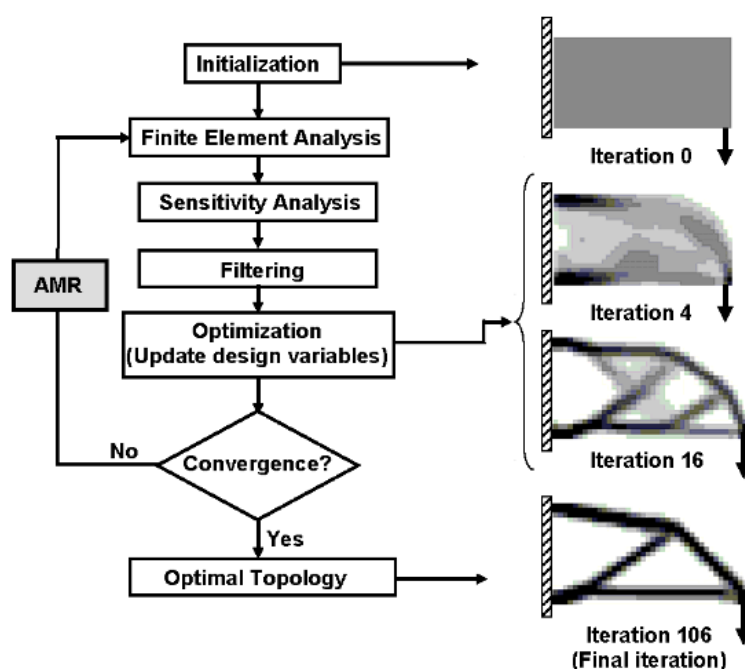 Initialization
Finite Element Analysis
Sensitivity Analysis
Filtering
AMR
Optimization
(Update design variables)
No
Convergence?
Yes
Optimal Topology
Iteration 0
Iteration 4
Iteration 16
Iteration 106
(Final iteration)